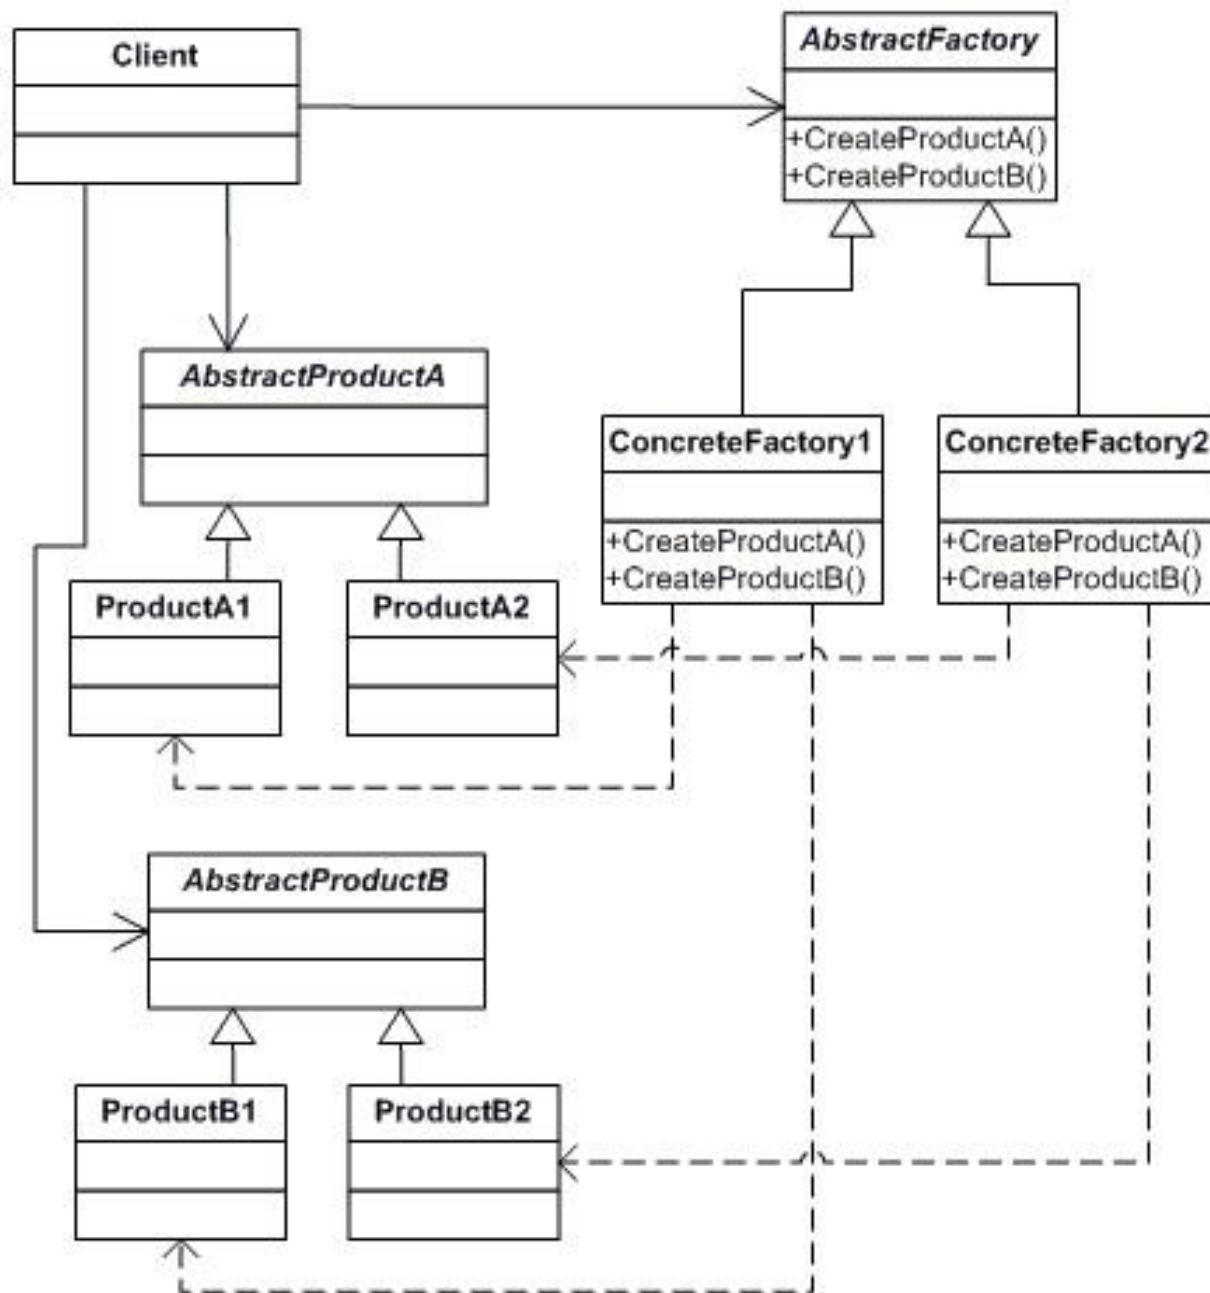 Client
AbstractFactory
+CreateProductA()
+CreateProductB()
AbstractProductA
ConcreteFactory1
+CreateProductA()
+CreateProductB()
ConcreteFactory2
+CreateProductA()
+CreateProductB()
ProductA1
ProductA2
AbstractProductB
ProductB1
ProductB2